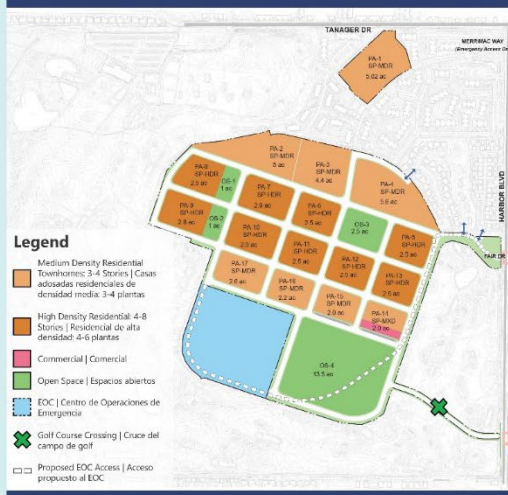 TANAGER DR
MERRIMAC WAY
(Emergency Access Only)
PA-1
SP-MDR
5.02 ac
HARBOR BLVD
PA-2
SP-MDR
5 ac
PA-3
SP-MDR
4.4 ac
PA-4
SP-MDR
5.8 ac
PA-8
SP-HDR
2.5 ac
OS-1
1 ac
PA-7
SP-HDR
2.9 ac
PA-6
SP-HDR
2.5 ac
OS-3
2.5 ac
PA-5
SP-HDR
2.5 ac
FAIR DR
PA-9
SP-HDR
2.8 ac
OS-2
1 ac
PA-10
SP-HDR
2.9 ac
PA-11
SP-HDR
2.5 ac
PA-12
SP-HDR
2.5 ac
PA-13
SP-HDR
2.5 ac
PA-17
SP-MDR
2.6 ac
PA-16
SP-MDR
2.2 ac
PA-15
SP-MDR
2.0 ac
PA-14
SP-MXD
2.0 ac
OS-4
13.5 ac
Legend
Medium Density Residential
Townhomes: 3-4 Stories | Casas
adosadas residenciales de
densidad media: 3-4 plantas
High Density Residential: 4-8
Stories | Residencial de alta
densidad: 4-6 plantas
Commercial | Comercial
Open Space | Espacios abiertos
EOC | Centro de Operaciones de
Emergencia
Golf Course Crossing | Cruce del
campo de golf
Proposed EOC Access | Acceso
propuesto al EOC